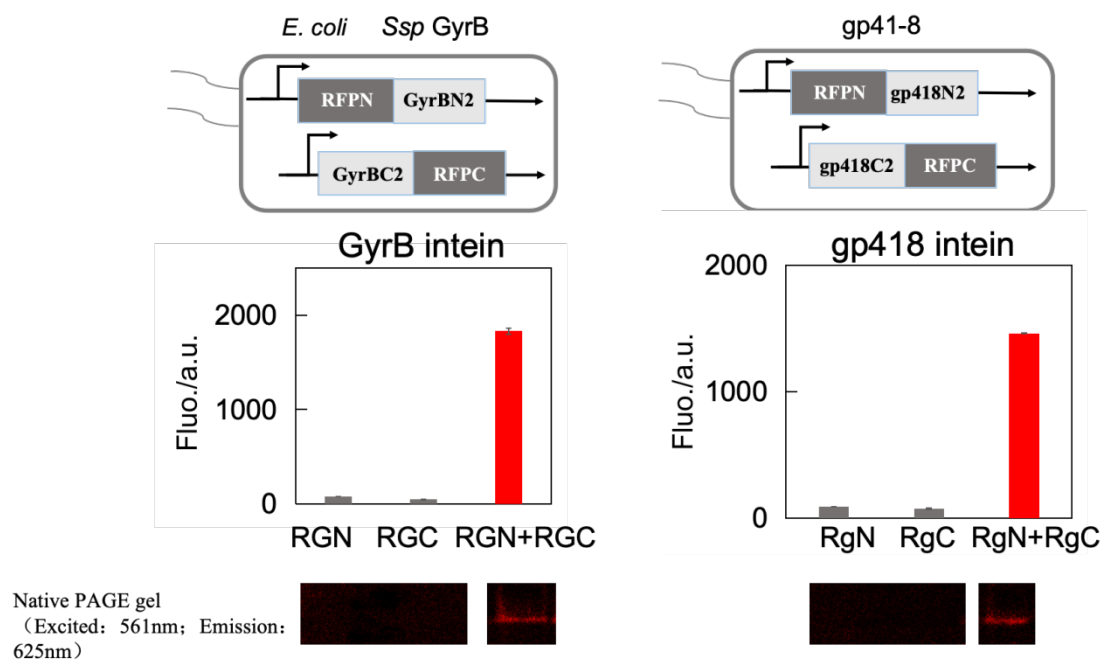 E. coli Ssp GyrB
gp41-8
RFPN GyrBN2
GyrBC2 RFPC
RFPN gp418N2
gp418C2 RFPC
GyrB intein
Fluo./a.u.
2000
1000
0
RGN RGC RGN+RGC
gp418 intein
Fluo./a.u.
2000
1000
0
RgN RgC RgN+RgC
Native PAGE gel
（Excited：561nm；Emission：
625nm）